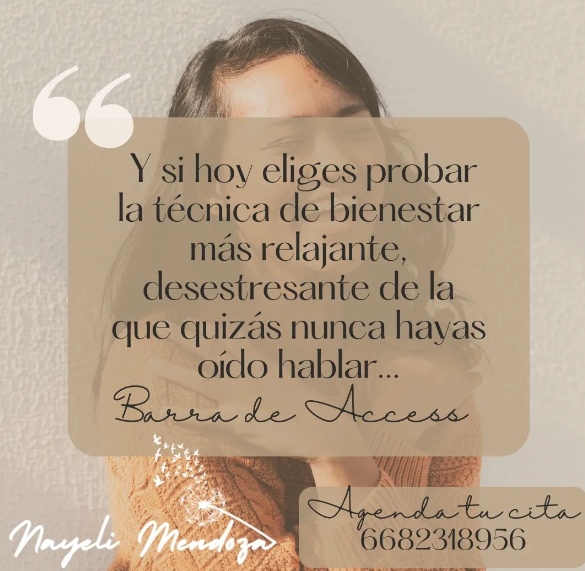 Y si hoy eliges probar
la técnica de bienestar
más relajante,
desestresante de la
que quizás nunca hayas
oído hablar...
Barra de Access
Agenda tu cita
6682318956
Nayeli Mendoza